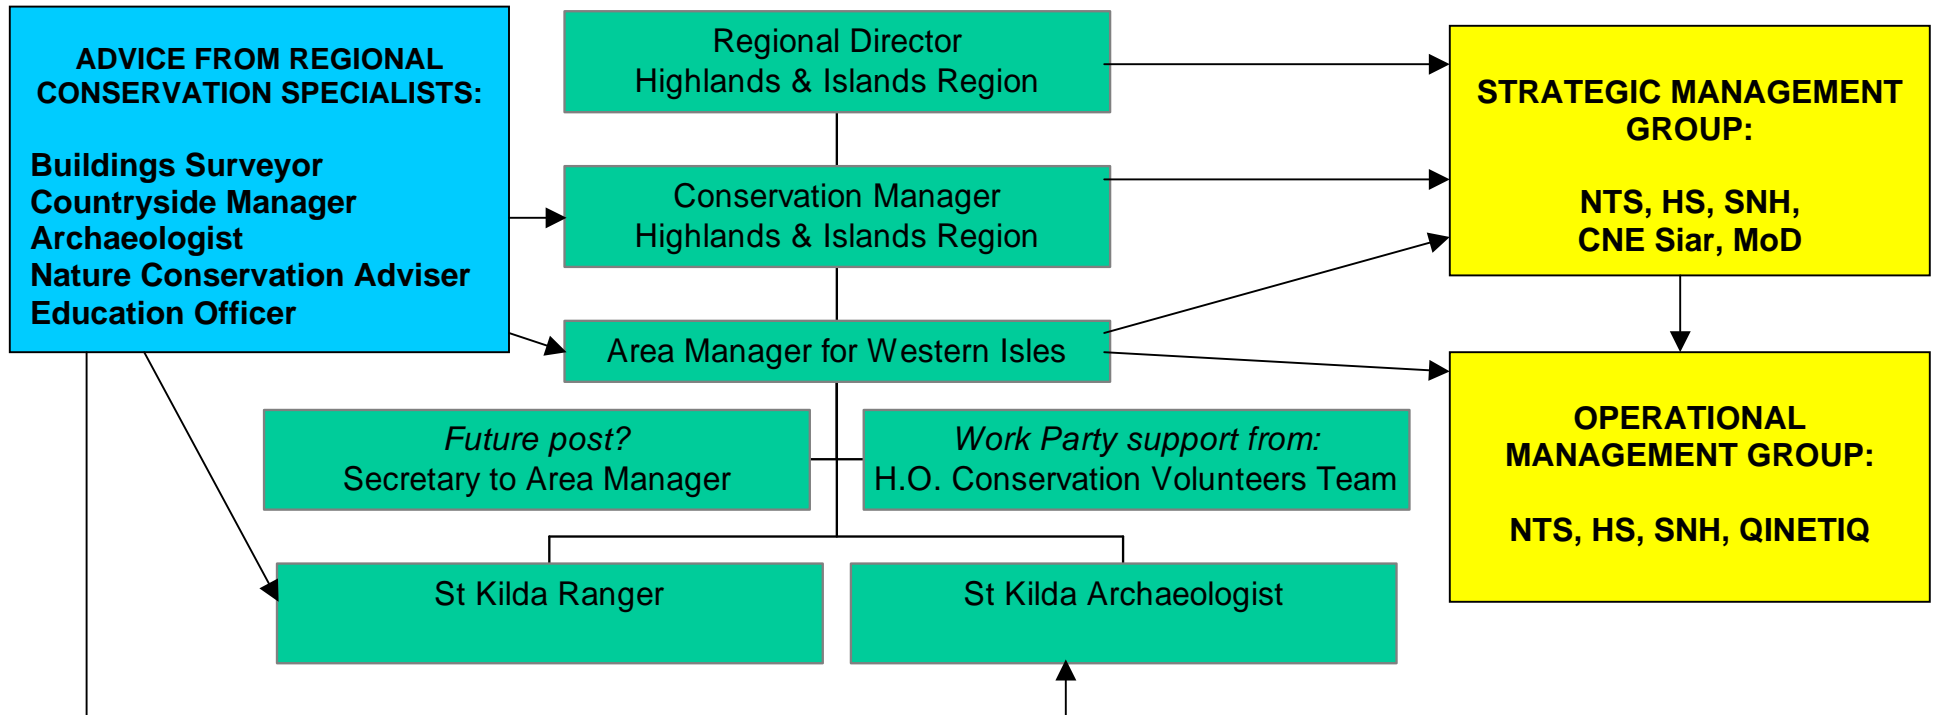 ADVICE FROM REGIONAL
CONSERVATION SPECIALISTS:
Buildings Surveyor
Countryside Manager
Archaeologist
Nature Conservation Adviser
Education Officer
Regional Director
Highlands & Islands Region
Conservation Manager
Highlands & Islands Region
Area Manager for Western Isles
Future post?
Secretary to Area Manager
Work Party support from:
H.O. Conservation Volunteers Team
St Kilda Ranger
St Kilda Archaeologist
STRATEGIC MANAGEMENT
GROUP:
NTS, HS, SNH,
CNE Siar, MoD
OPERATIONAL
MANAGEMENT GROUP:
NTS, HS, SNH, QINETIQ